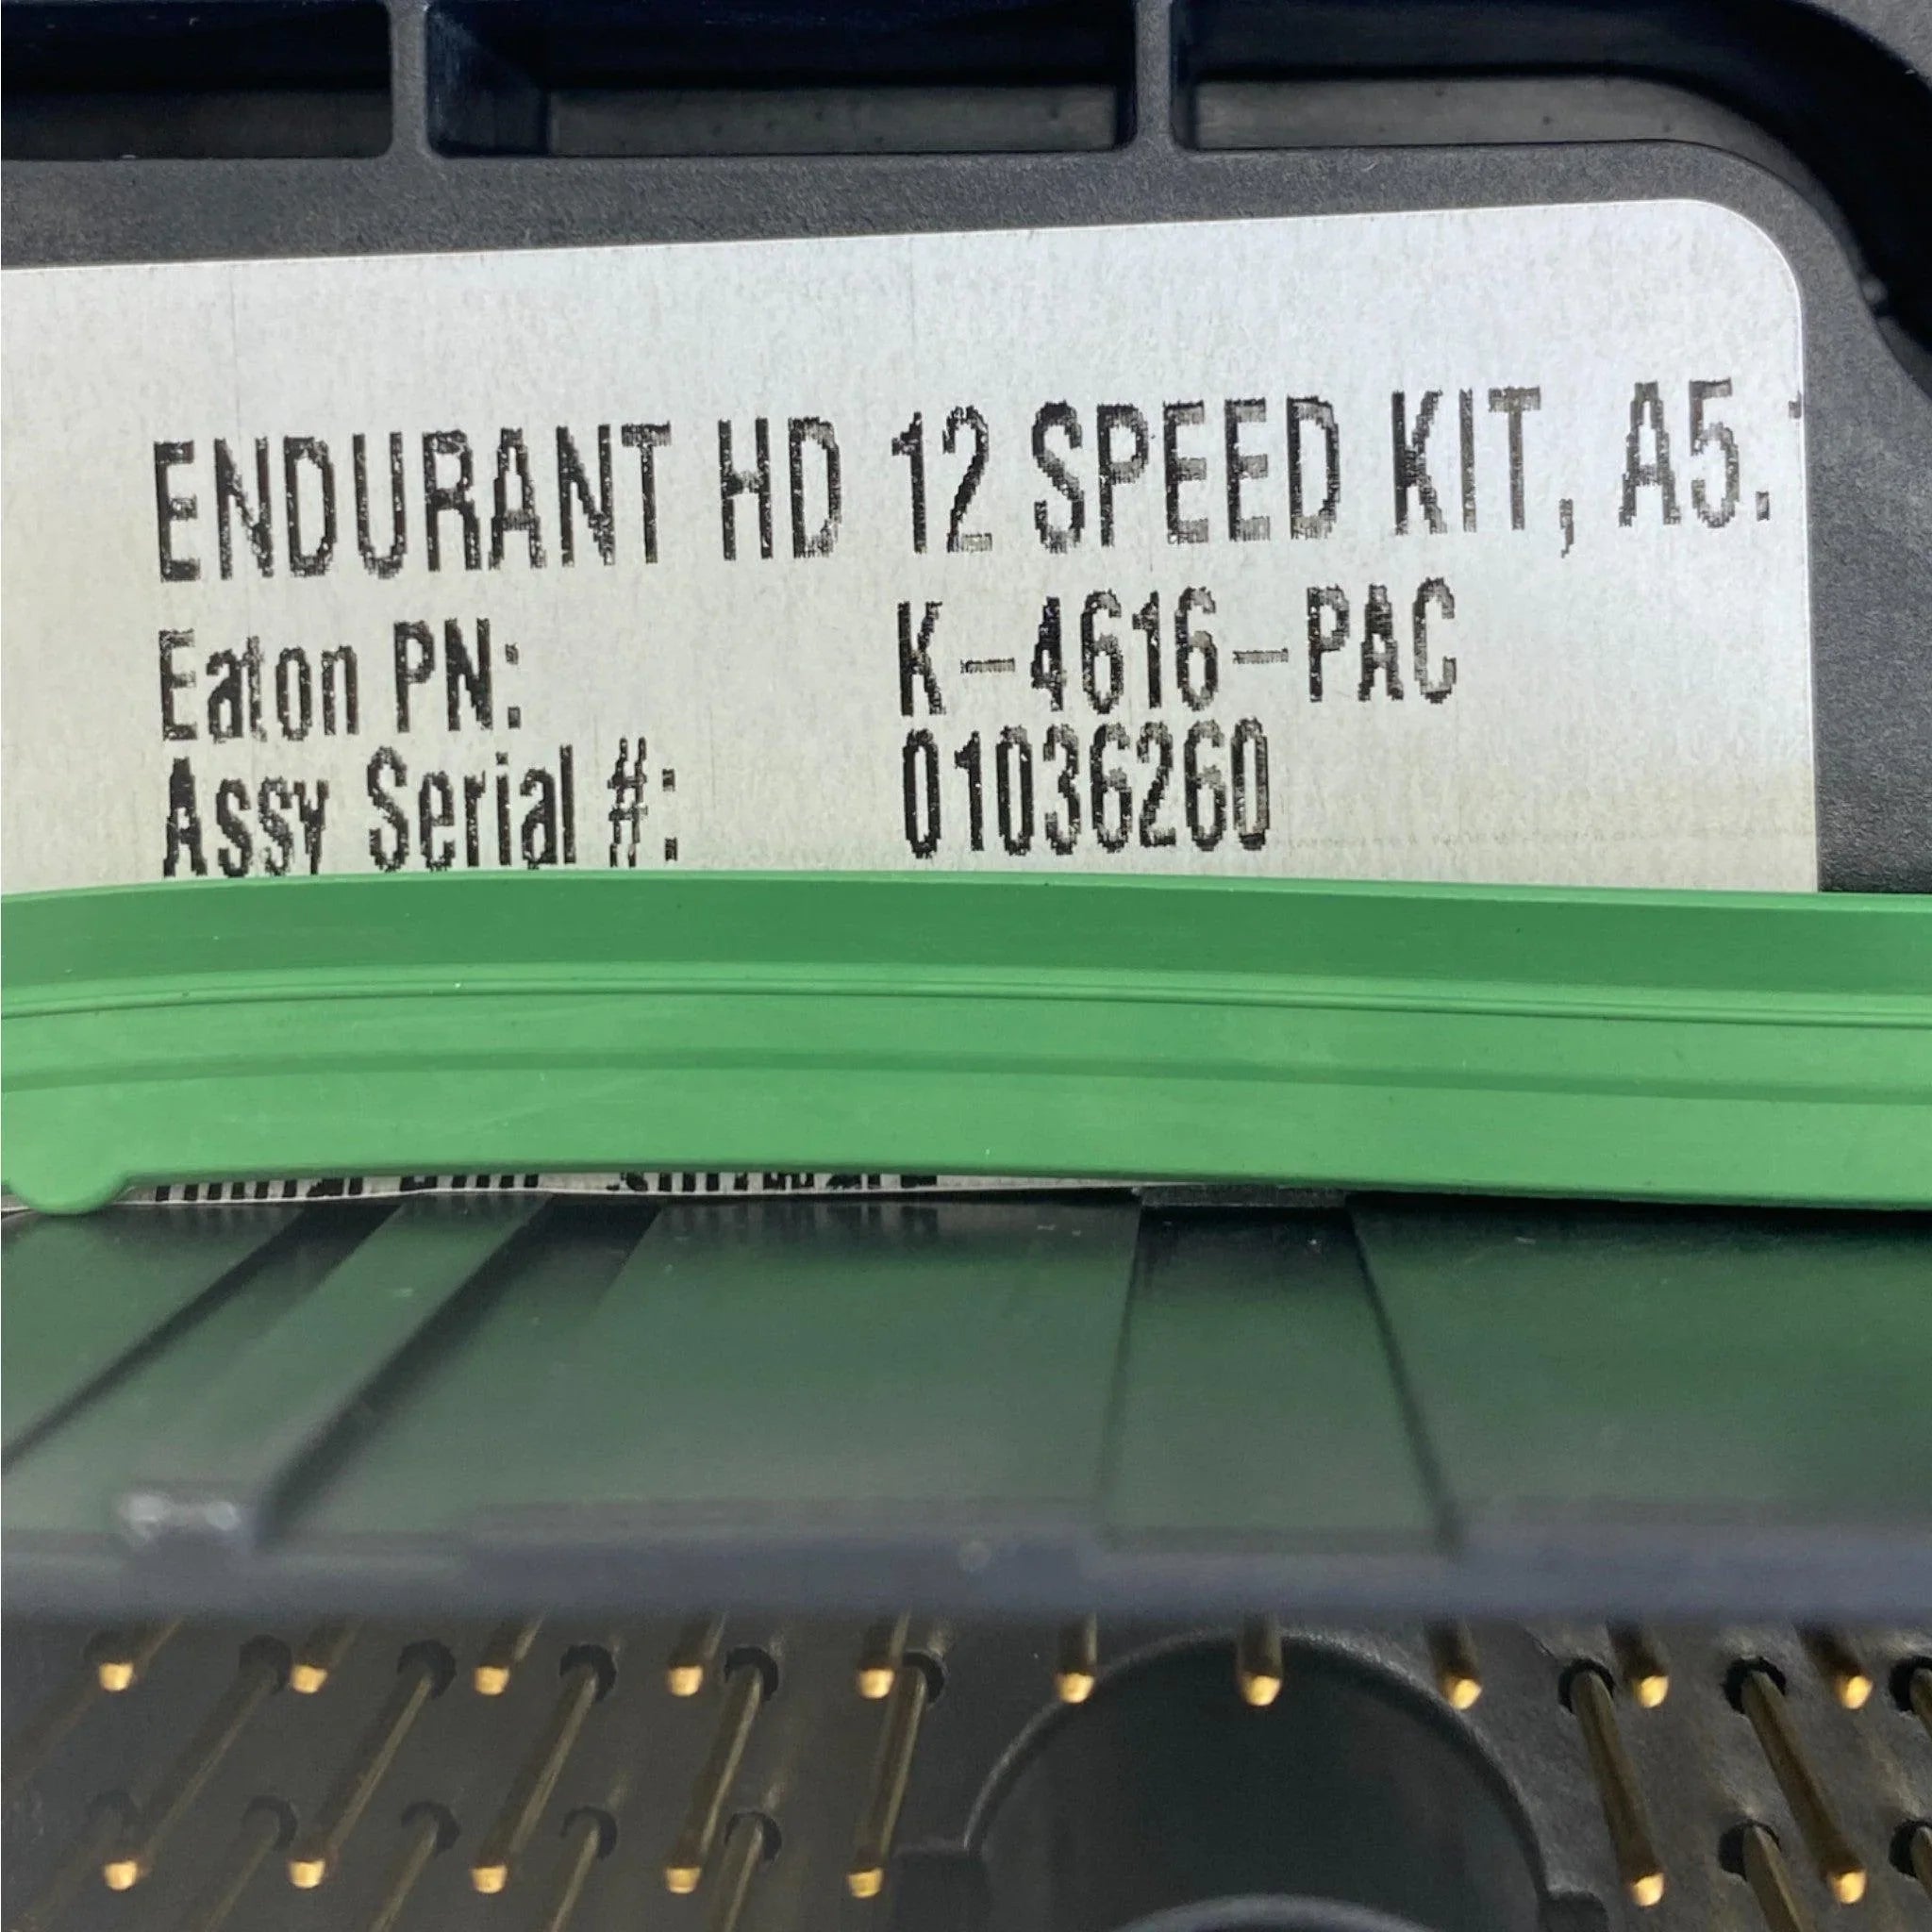 ENDURANT HD 12 SPEED KIT, A5.
Eaton PN: K-4616-PAC
Assy Serial #: 01036260